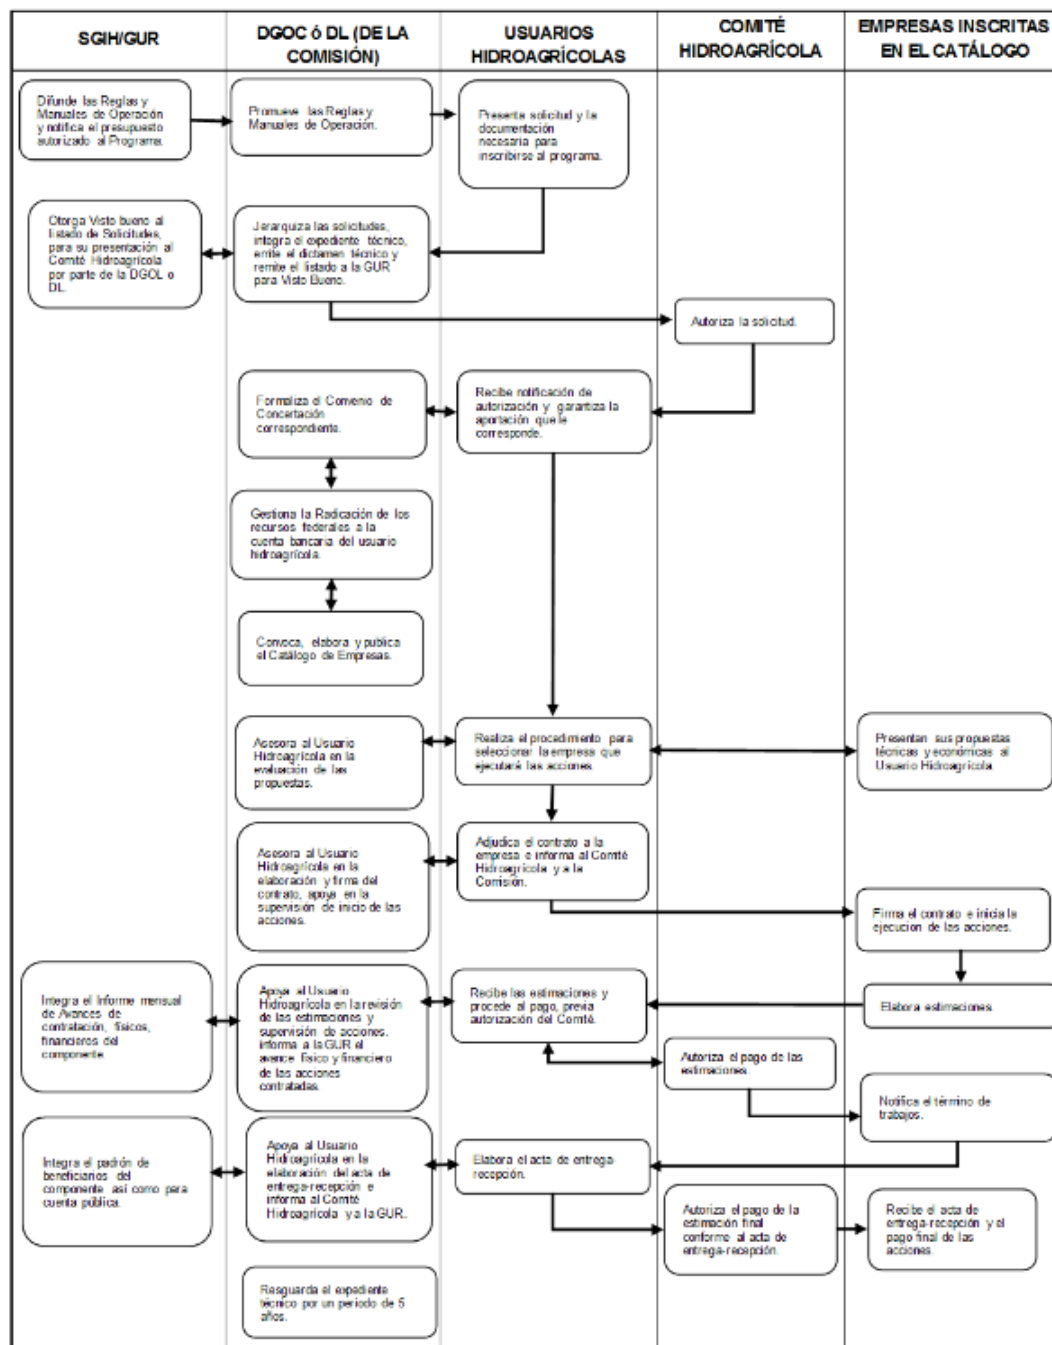 SGIH/GUR
DGOC ó DL (DE LA
COMISIÓN)
USUARIOS
HIDROAGRÍCOLAS
COMITÉ
HIDROAGRÍCOLA
EMPRESAS INSCRITAS
EN EL CATÁLOGO
Difunde las Reglas y
Manuales de Operación
y notifica el presupuesto
autorizado al Programa.
Promueve las Reglas y
Manuales de Operación.
Presenta solicitud y la
documentación
necesaria para
inscribirse al programa.
Otorga Visto bueno al
listado de Solicitudes,
para su presentación al
Comité Hidroagrícola
por parte de la DGOL o
DL.
Jerarquiza las solicitudes,
integra el expediente técnico,
emite el dictamen técnico y
remite el listado a la GUR
para Visto Bueno.
Autoriza la solicitud.
Formaliza el Convenio de
Concertación
correspondiente.
Recibe notificación de
autorización y garantiza la
aportación que le
corresponde.
Gestiona la Radicación de los
recursos federales a la
cuenta bancaria del usuario
hidroagrícola.
Convoca, elabora y publica
el Catálogo de Empresas.
Asesora al Usuario
Hidroagrícola en la
evaluación de las
propuestas.
Realiza el procedimiento para
seleccionar la empresa que
ejecutará las acciones.
Presentan sus propuestas
técnicas y económicas al
Usuario Hidroagrícola
Asesora al Usuario
Hidroagrícola en la
elaboración y firma del
contrato, apoya en la
supervisión de inicio de las
acciones.
Adjudica el contrato a la
empresa e informa al Comité
Hidroagrícola y a la
Comisión.
Firma el contrato e inicia la
ejecucion de las acciones.
Integra el Informe mensual
de Avances de
contratación, físicos,
financieros del
componente.
Apoya al Usuario
Hidroagrícola en la revisión
de las estimaciones y
supervisión de acciones.
informa a la GUR el
avance físico y financiero
de las acciones
contratadas.
Recibe las estimaciones y
procede al pago, previa
autorización del Comité.
Elabora estimaciones.
Autoriza el pago de las
estimaciones.
Notifica el término de
trabajos.
Integra el padrón de
beneficiarios del
componente así como para
cuenta pública.
Apoya al Usuario
Hidroagrícola en la
elaboración del acta de
entrega-recepción e
informa al Comité
Hidroagrícola y a la GUR.
Elabora el acta de entrega-
recepción.
Autoriza el pago de la
estimación final
conforme al acta de
entrega-recepción.
Recibe el acta de
entrega-recepción y el
pago final de las
acciones.
Resguarda el expediente
técnico por un periodo de 5
años.